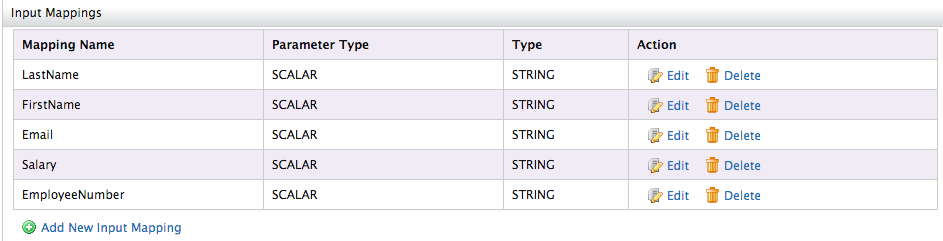 Input Mappings
Mapping Name Parameter Type Type Action
LastName SCALAR STRING Edit Delete
FirstName SCALAR STRING Edit Delete
Email SCALAR STRING Edit Delete
Salary SCALAR STRING Edit Delete
EmployeeNumber SCALAR STRING Edit Delete
Add New Input Mapping